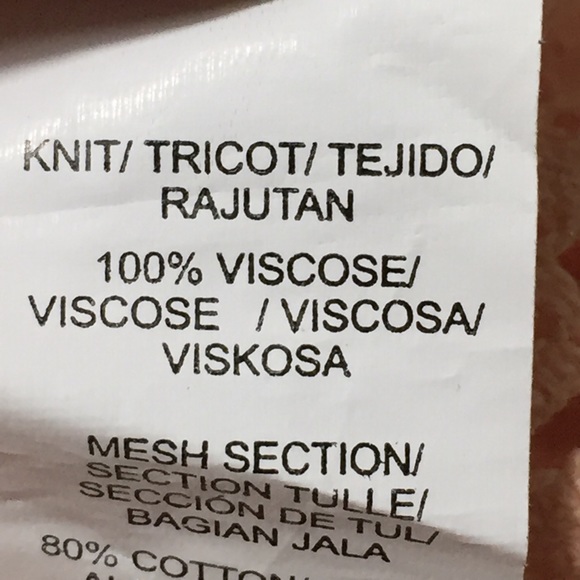 KNIT/ TRICOT/ TEJIDO/
RAJUTAN
100% VISCOSE/
VISCOSE / VISCOSA/
VISKOSA
MESH SECTION/
SECTION TULLE/
SECCIÓN DE TUL/
BAGIAN JALA
80% COTTON/